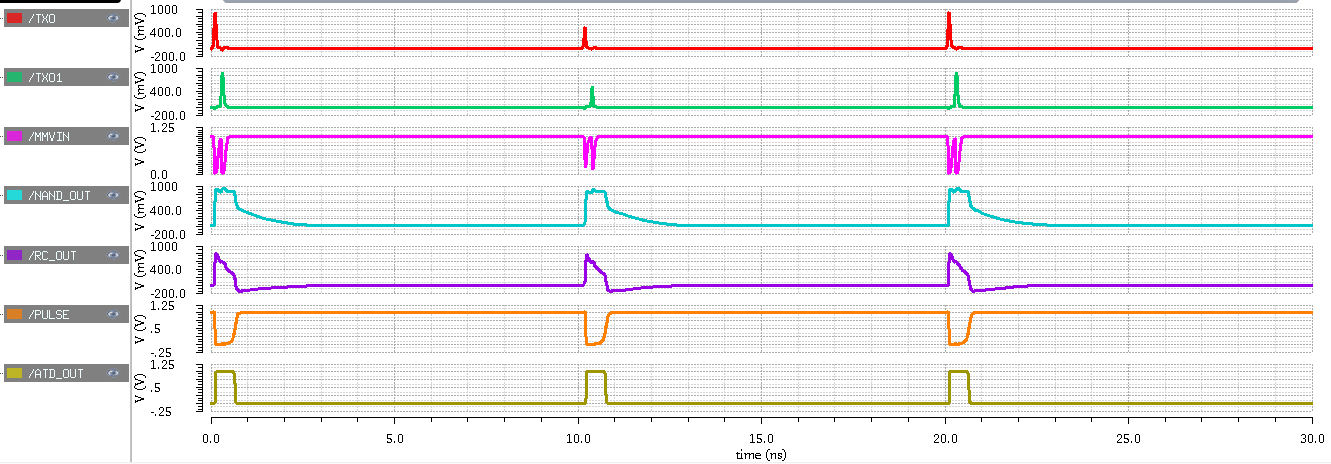 /TXO
1000
400.0
-200.0
V (mV)
/TXO1
1000
400.0
-200.0
V (mV)
/MMVIN
1.25
0.0
V (V)
/NAND_OUT
1000
400.0
-200.0
V (mV)
/RC_OUT
1000
400.0
-200.0
V (mV)
/PULSE
1.25
.5
-.25
V (V)
/ATD_OUT
1.25
.5
-.25
V (V)
0.0 5.0 10.0 15.0 20.0 25.0 30.0
time (ns)